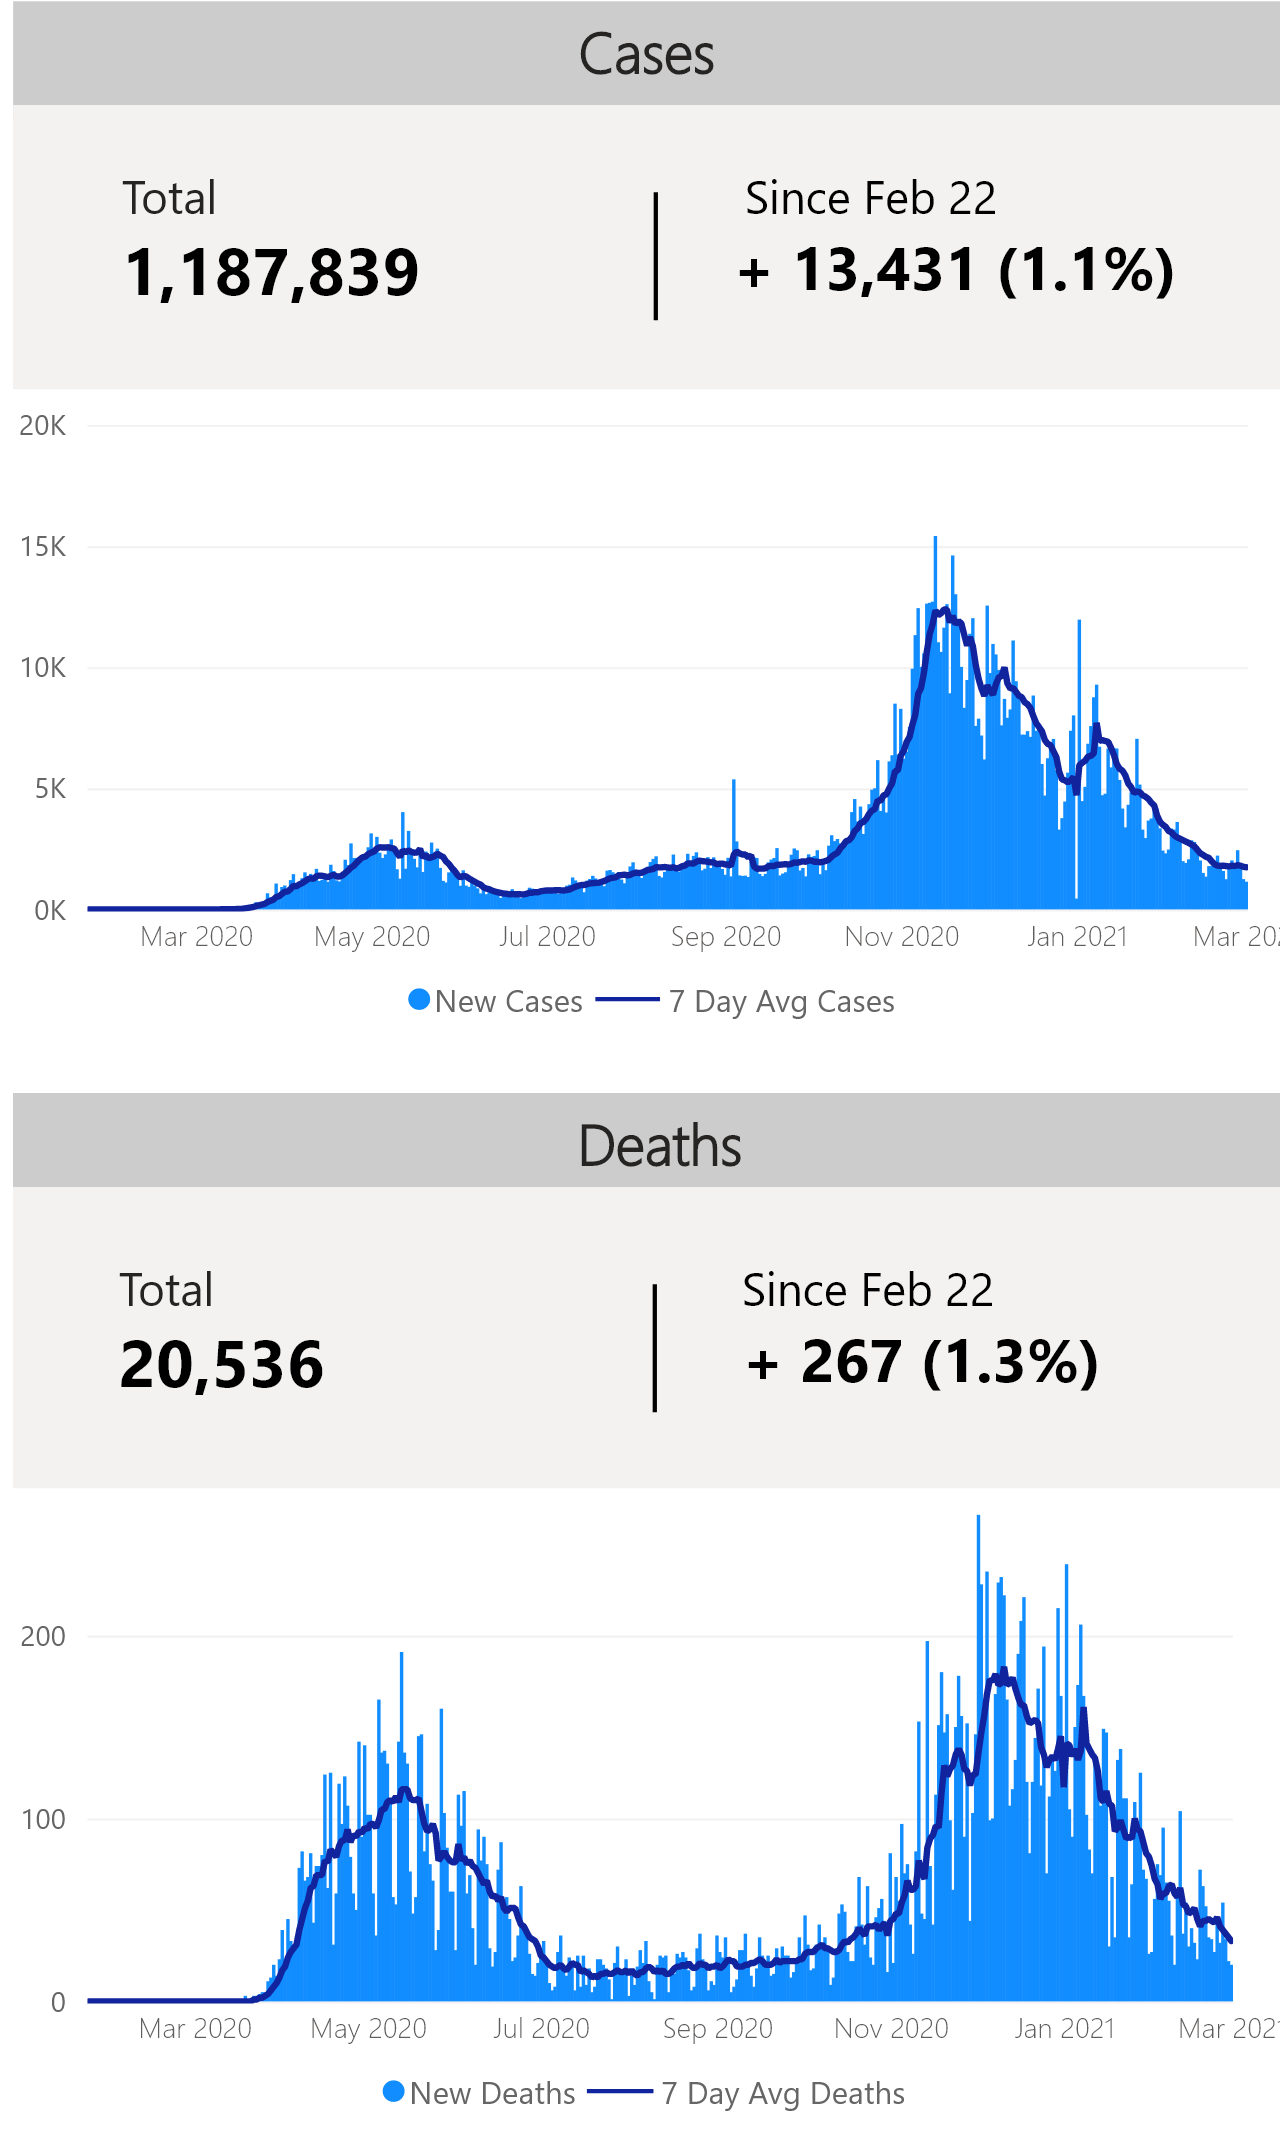 Cases
Total
Since Feb 22
1,187,839
+ 13,431 (1.1%)
20K
15K
10K
5K
0K
Mar 2020 May 2020 Jul 2020 Sep 2020 Nov 2020 Jan 2021 Mar 202
New Cases 7 Day Avg Cases
Deaths
Total
Since Feb 22
20,536
+ 267 (1.3%)
200
100
0
Mar 2020 May 2020 Jul 2020 Sep 2020 Nov 2020 Jan 2021 Mar 2021
New Deaths 7 Day Avg Deaths